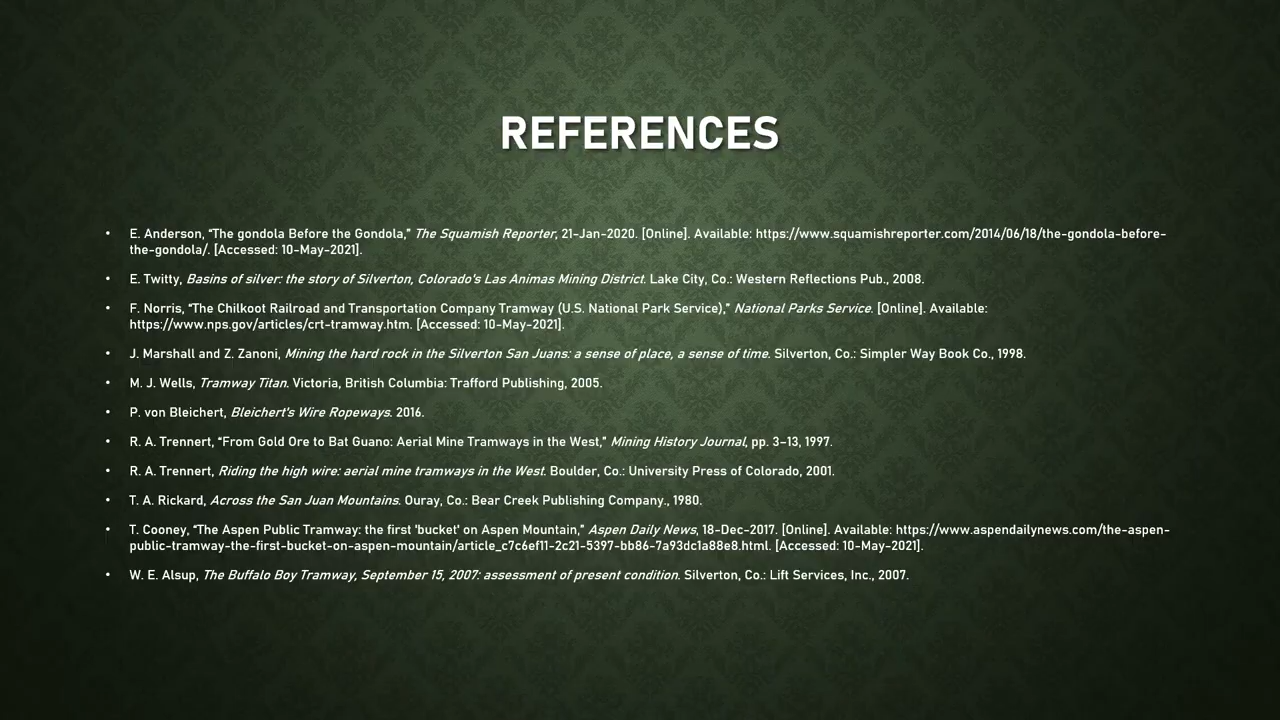 REFERENCES
• E. Anderson, “The gondola Before the Gondola,” The Squamish Reporter, 21-Jan-2020. [Online]. Available: https://www.squamishreporter.com/2014/06/18/the-gondola-before-
the-gondola/. [Accessed: 10-May-2021].
• E. Twitty, Basins of silver: the story of Silverton, Colorado's Las Animas Mining District. Lake City, Co.: Western Reflections Pub., 2008.
• F. Norris, “The Chilkoot Railroad and Transportation Company Tramway (U.S. National Park Service),” National Parks Service. [Online]. Available:
https://www.nps.gov/articles/crt-tramway.htm. [Accessed: 10-May-2021].
• J. Marshall and Z. Zanoni, Mining the hard rock in the Silverton San Juans: a sense of place, a sense of time. Silverton, Co.: Simpler Way Book Co., 1998.
• M. J. Wells, Tramway Titan. Victoria, British Columbia: Trafford Publishing, 2005.
• P. von Bleichert, Bleichert's Wire Ropeways. 2016.
• R. A. Trennert, “From Gold Ore to Bat Guano: Aerial Mine Tramways in the West,” Mining History Journal, pp. 3–13, 1997.
• R. A. Trennert, Riding the high wire: aerial mine tramways in the West. Boulder, Co.: University Press of Colorado, 2001.
• T. A. Rickard, Across the San Juan Mountains. Ouray, Co.: Bear Creek Publishing Company., 1980.
• T. Cooney, “The Aspen Public Tramway: the first 'bucket' on Aspen Mountain,” Aspen Daily News, 18-Dec-2017. [Online]. Available: https://www.aspendailynews.com/the-aspen-
public-tramway-the-first-bucket-on-aspen-mountain/article_c7c6ef11-2c21-5397-bb86-7a93dc1a88e8.html. [Accessed: 10-May-2021].
• W. E. Alsup, The Buffalo Boy Tramway, September 15, 2007: assessment of present condition. Silverton, Co.: Lift Services, Inc., 2007.